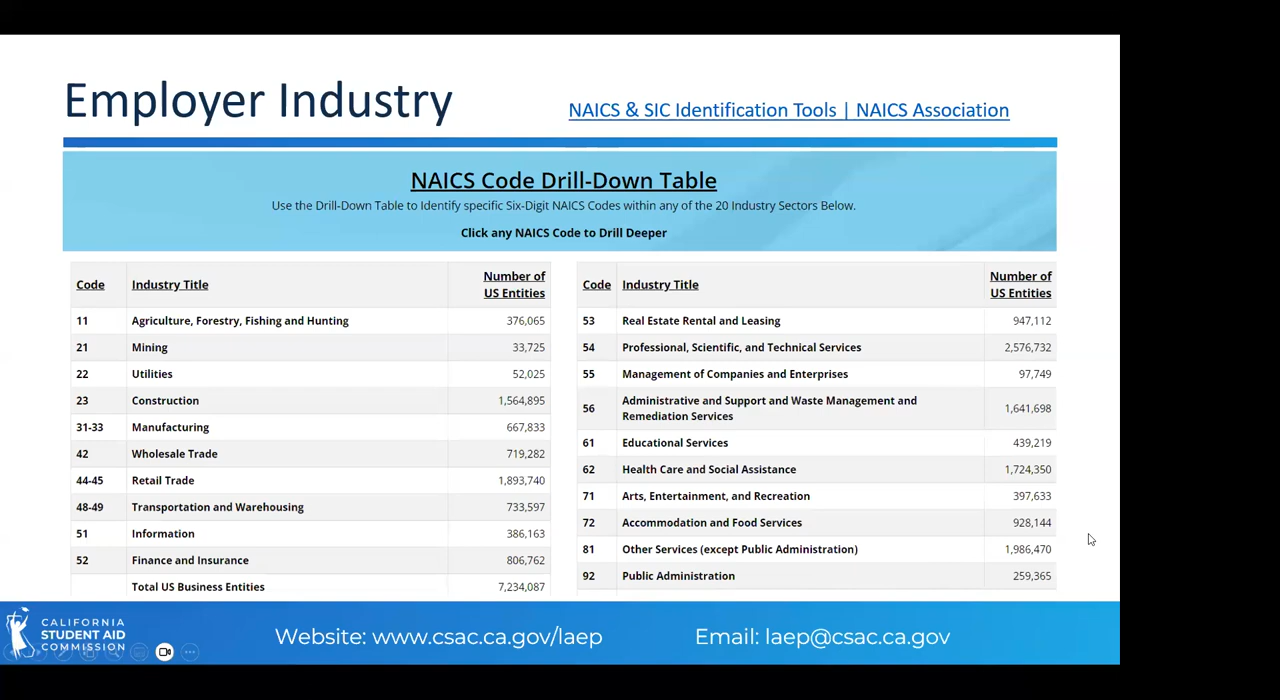 Employer Industry
NAICS & SIC Identification Tools | NAICS Association
NAICS Code Drill-Down Table
Use the Drill-Down Table to Identify specific Six-Digit NAICS Codes within any of the 20 Industry Sectors Below.
Click any NAICS Code to Drill Deeper
Code Industry Title Number of
US Entities
11 Agriculture, Forestry, Fishing and Hunting 376,065
21 Mining 33,725
22 Utilities 52,025
23 Construction 1,564,895
31-33 Manufacturing 667,833
42 Wholesale Trade 719,282
44-45 Retail Trade 1,893,740
48-49 Transportation and Warehousing 733,597
51 Information 386,163
52 Finance and Insurance 806,762
Total US Business Entities 7,234,087
Code Industry Title Number of
US Entities
53 Real Estate Rental and Leasing 947,112
54 Professional, Scientific, and Technical Services 2,576,732
55 Management of Companies and Enterprises 97,749
56 Administrative and Support and Waste Management and
Remediation Services 1,641,698
61 Educational Services 439,219
62 Health Care and Social Assistance 1,724,350
71 Arts, Entertainment, and Recreation 397,633
72 Accommodation and Food Services 928,144
81 Other Services (except Public Administration) 1,986,470
92 Public Administration 259,365
CALIFORNIA
STUDENT AID
COMMISSION
Website: www.csac.ca.gov/laep
Email: laep@csac.ca.gov